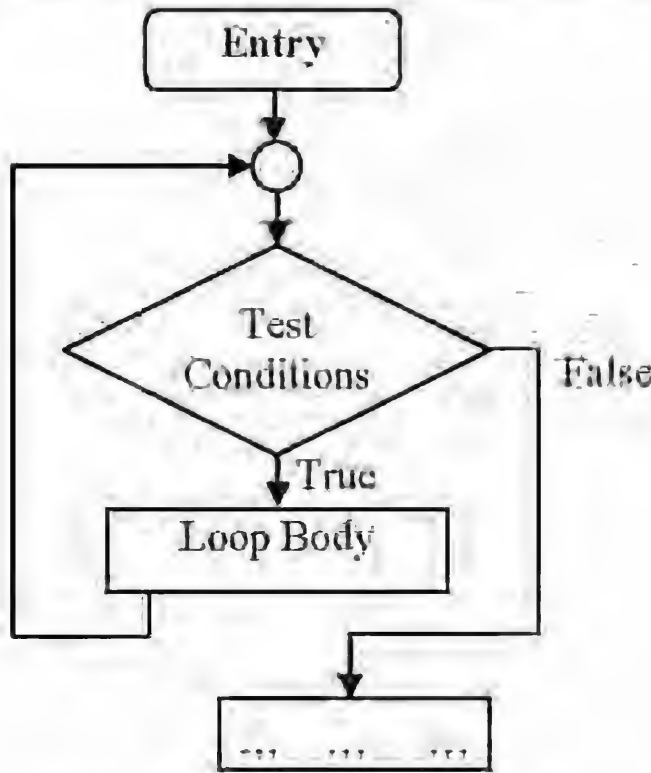 Entry
Test
Conditions
False
True
Loop Body
... ... ...